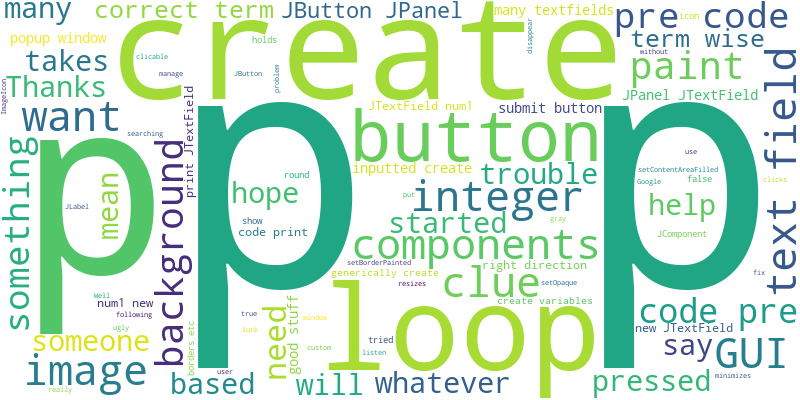 many
correct term
JButton JPanel
many textfields
icon
pre code
popup window
create
holds
disappear
without
term wise
takes
clicable
manage
JButton
problem
paint
ImageIcon
Thanks
JTextField num1
submit button
JPanel JTextField
want
print JTextField
p
p
p
button
searching
inputted create
trouble
something
mean
background
hope
round
integer
use
setContentAreaFilled
Google
false
clicks
text field
JLabel
put
help
show
code print
started
gray
JComponent
components
setBorderPainted
right direction
fix
Well
generically create
clue
setOpaque
num1 new
need
good stuff
resizes
create variables
code pre
following
true
window
loop
new JTextField
someone
ugly
borders etc
luck
tried
say
GUI
image
user
custom
listen
really
based
will
whatever
pressed
minimizes